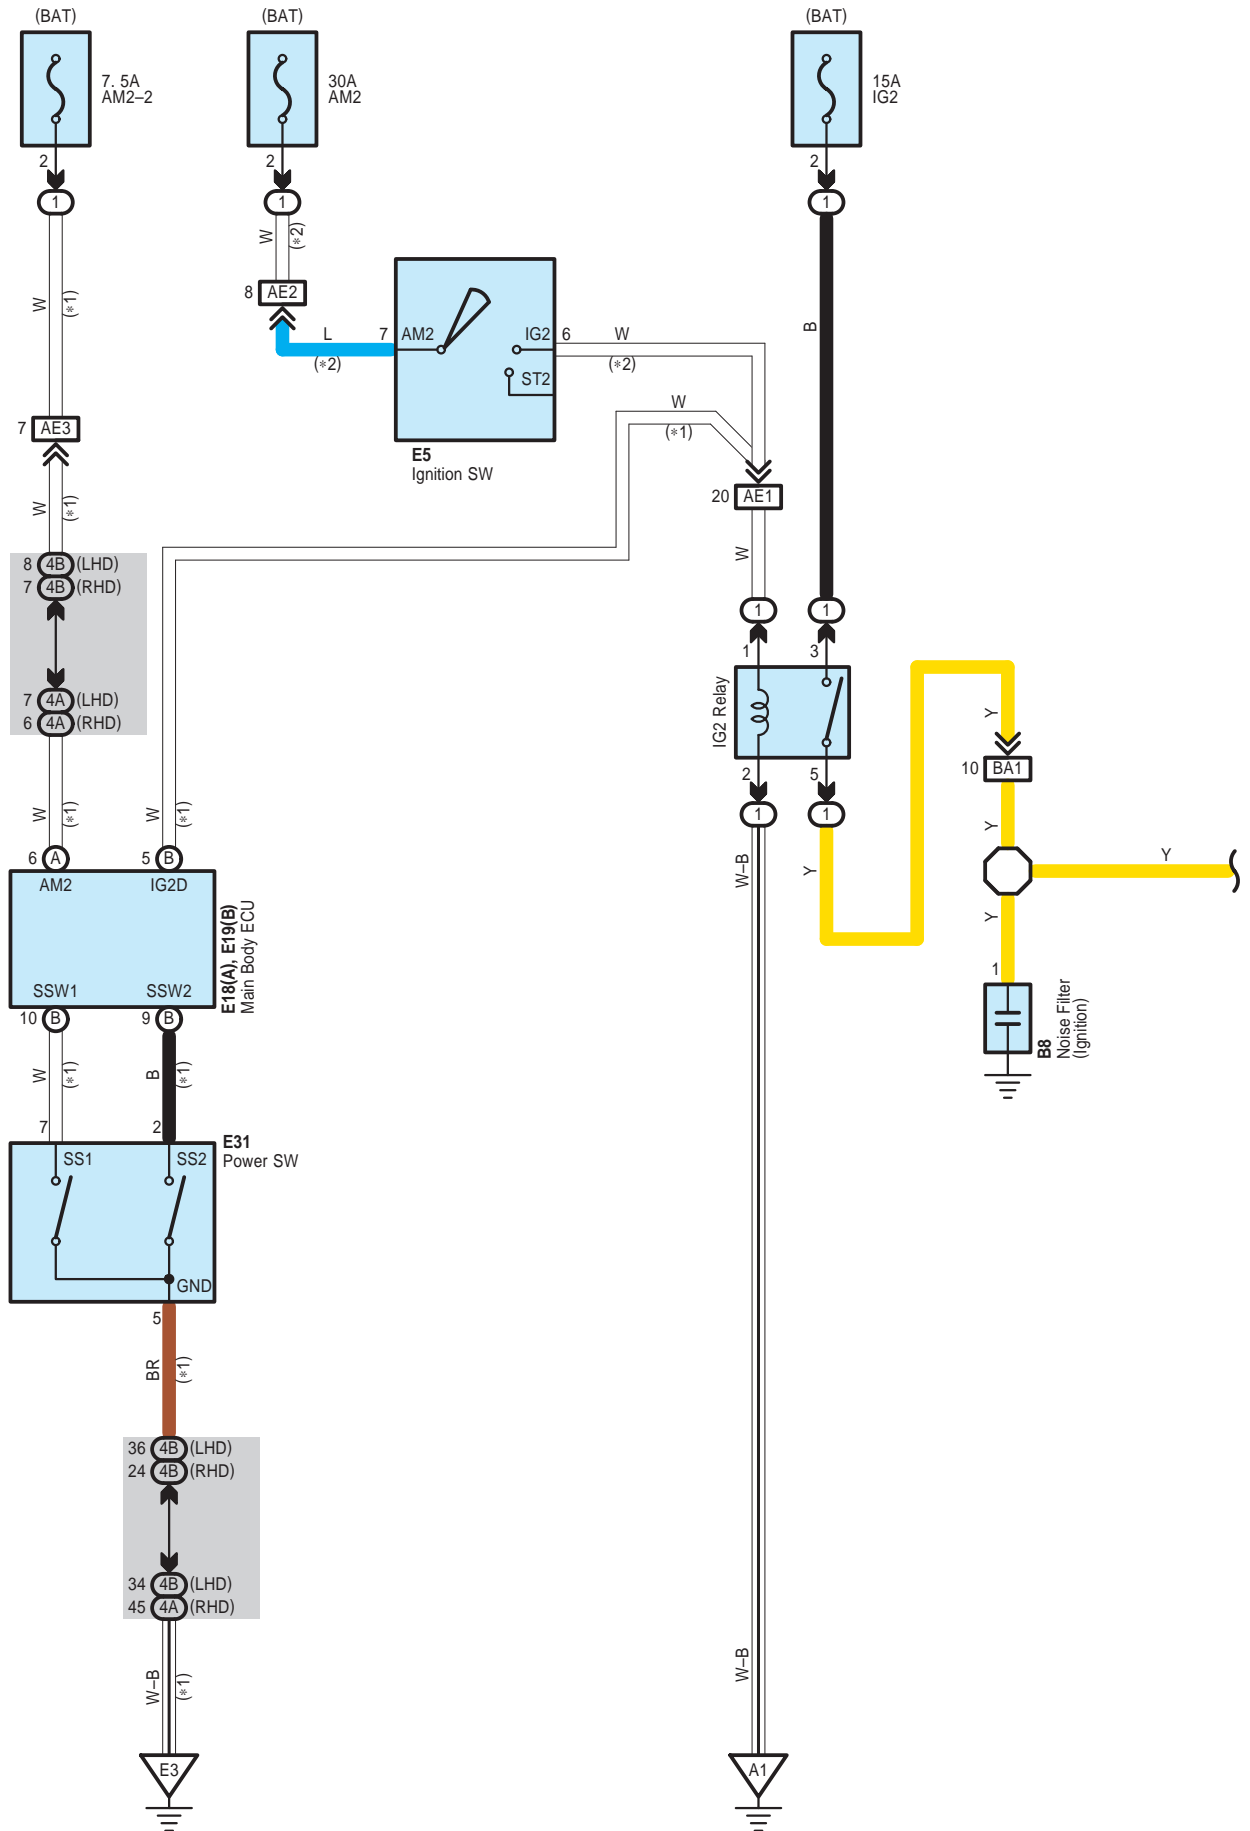 (BAT)
(BAT)
(BAT)
7. 5A
AM2–2
30A
AM2
15A
IG2
2
2
2
1
1
1
W
(*2)
W
(*1)
8 AE2
L
(*2)
7
AM2
IG2
ST2
6
W
(*2)
B
E5
Ignition SW
W
(*1)
7 AE3
W
(*1)
20 AE1
W
8 4B (LHD)
7 4B (RHD)
1
1
1
3
IG2 Relay
2
5
1
1
7 4A (LHD)
6 4A (RHD)
Y
10 BA1
W
(*1)
W
(*1)
Y
Y
Y
6 A
5 B
AM2
IG2D
E18(A), E19(B)
Main Body ECU
SSW1
SSW2
10 B
9 B
W–B
Y
1
B8
Noise Filter
(Ignition)
W
(*1)
B
(*1)
7
2
E31
Power SW
SS1
SS2
GND
5
BR
(*1)
36 4B (LHD)
24 4B (RHD)
34 4B (LHD)
45 4A (RHD)
W–B
(*1)
W–B
E3
A1